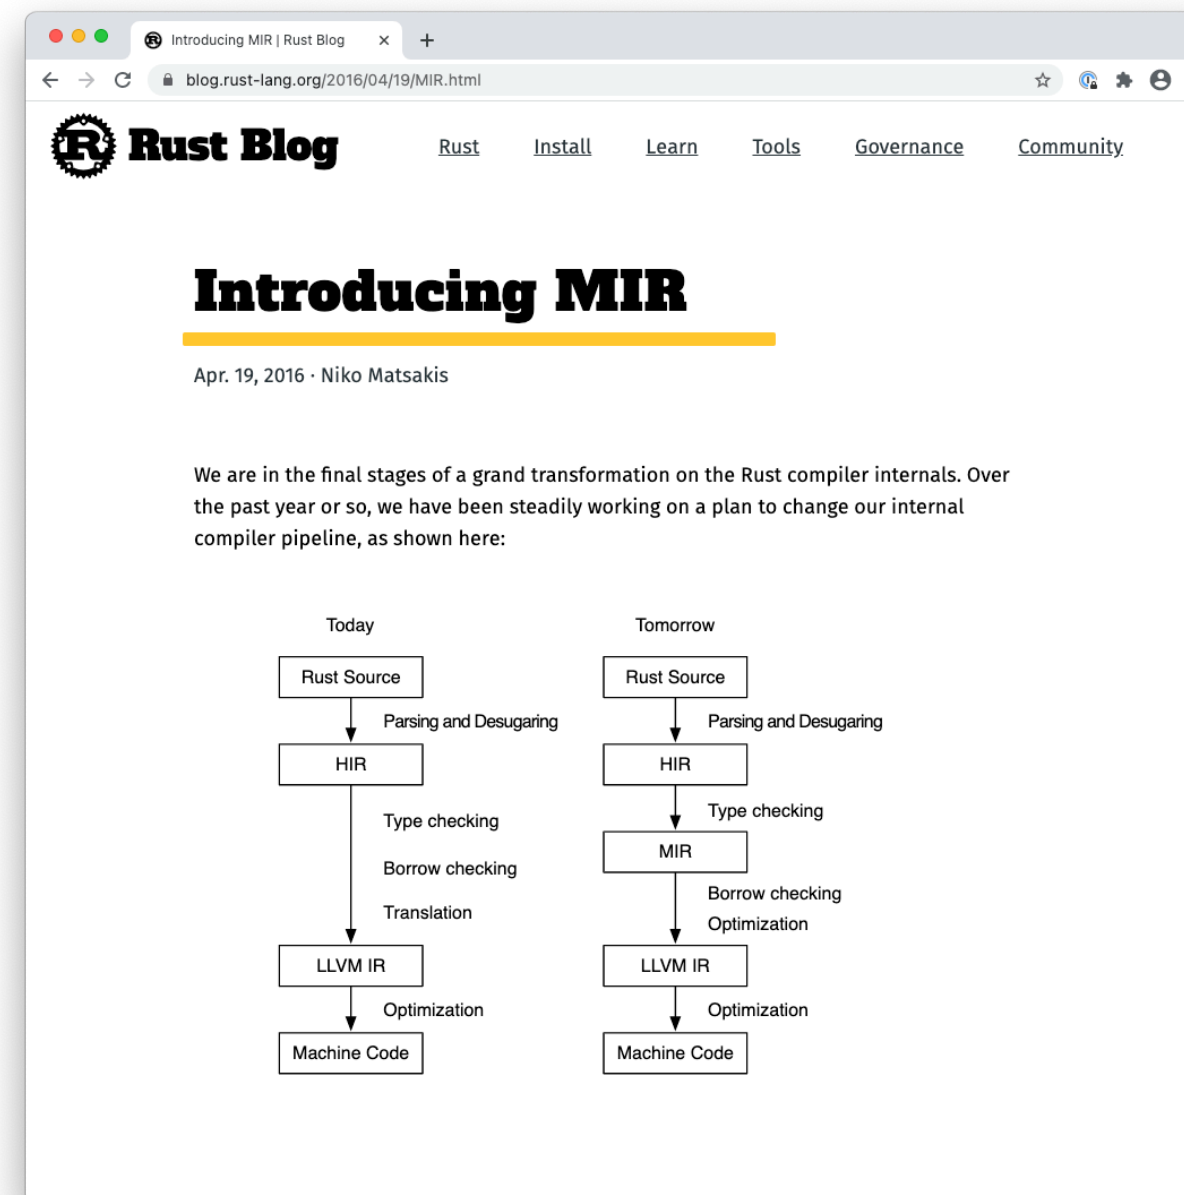 Introducing MIR | Rust Blog
blog.rust-lang.org/2016/04/19/MIR.html
Rust Blog
Rust Install Learn Tools Governance Community
Introducing MIR
Apr. 19, 2016 · Niko Matsakis
We are in the final stages of a grand transformation on the Rust compiler internals. Over
the past year or so, we have been steadily working on a plan to change our internal
compiler pipeline, as shown here:
Today
Rust Source
Parsing and Desugaring
HIR
Type checking
Borrow checking
Translation
LLVM IR
Optimization
Machine Code
Tomorrow
Rust Source
Parsing and Desugaring
HIR
Type checking
MIR
Borrow checking
Optimization
LLVM IR
Optimization
Machine Code